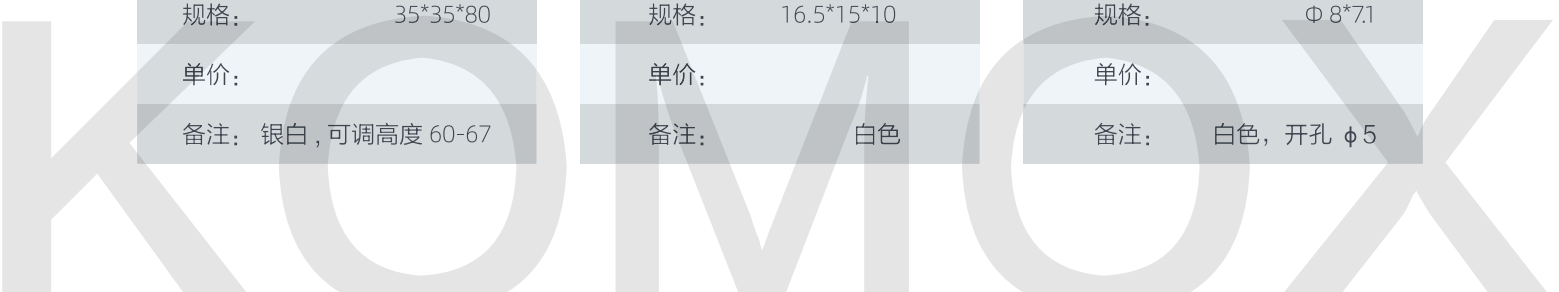 规格： 35*35*80
单价：
备注： 银白 , 可调高度 60-67
规格： 16.5*15*10
单价：
备注： 白色
规格： Φ 8*7.1
单价：
备注： 白色，开孔 φ 5
KOMOX